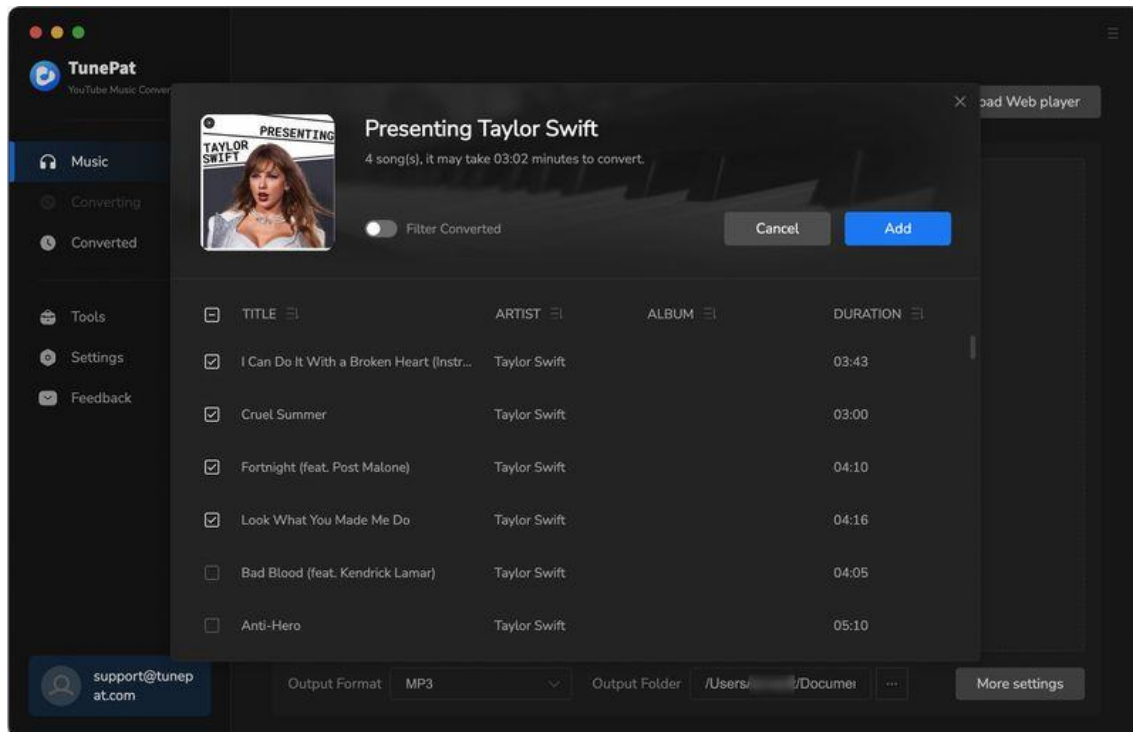 TunePat
YouTube Music Conver
oad Web player
PRESENTING
TAYLOR
SWIFT
Presenting Taylor Swift
4 song(s), it may take 03:02 minutes to convert.
Filter Converted
Cancel
Add
Music
Converting
Converted
Tools
Settings
Feedback
TITLE ARTIST ALBUM DURATION
I Can Do It With a Broken Heart (Instr... Taylor Swift 03:43
Cruel Summer Taylor Swift 03:00
Fortnight (feat. Post Malone) Taylor Swift 04:10
Look What You Made Me Do Taylor Swift 04:16
Bad Blood (feat. Kendrick Lamar) Taylor Swift 04:05
Anti-Hero Taylor Swift 05:10
support@tunep
at.com
Output Format MP3 Output Folder /Users/ :/Documer ... More settings